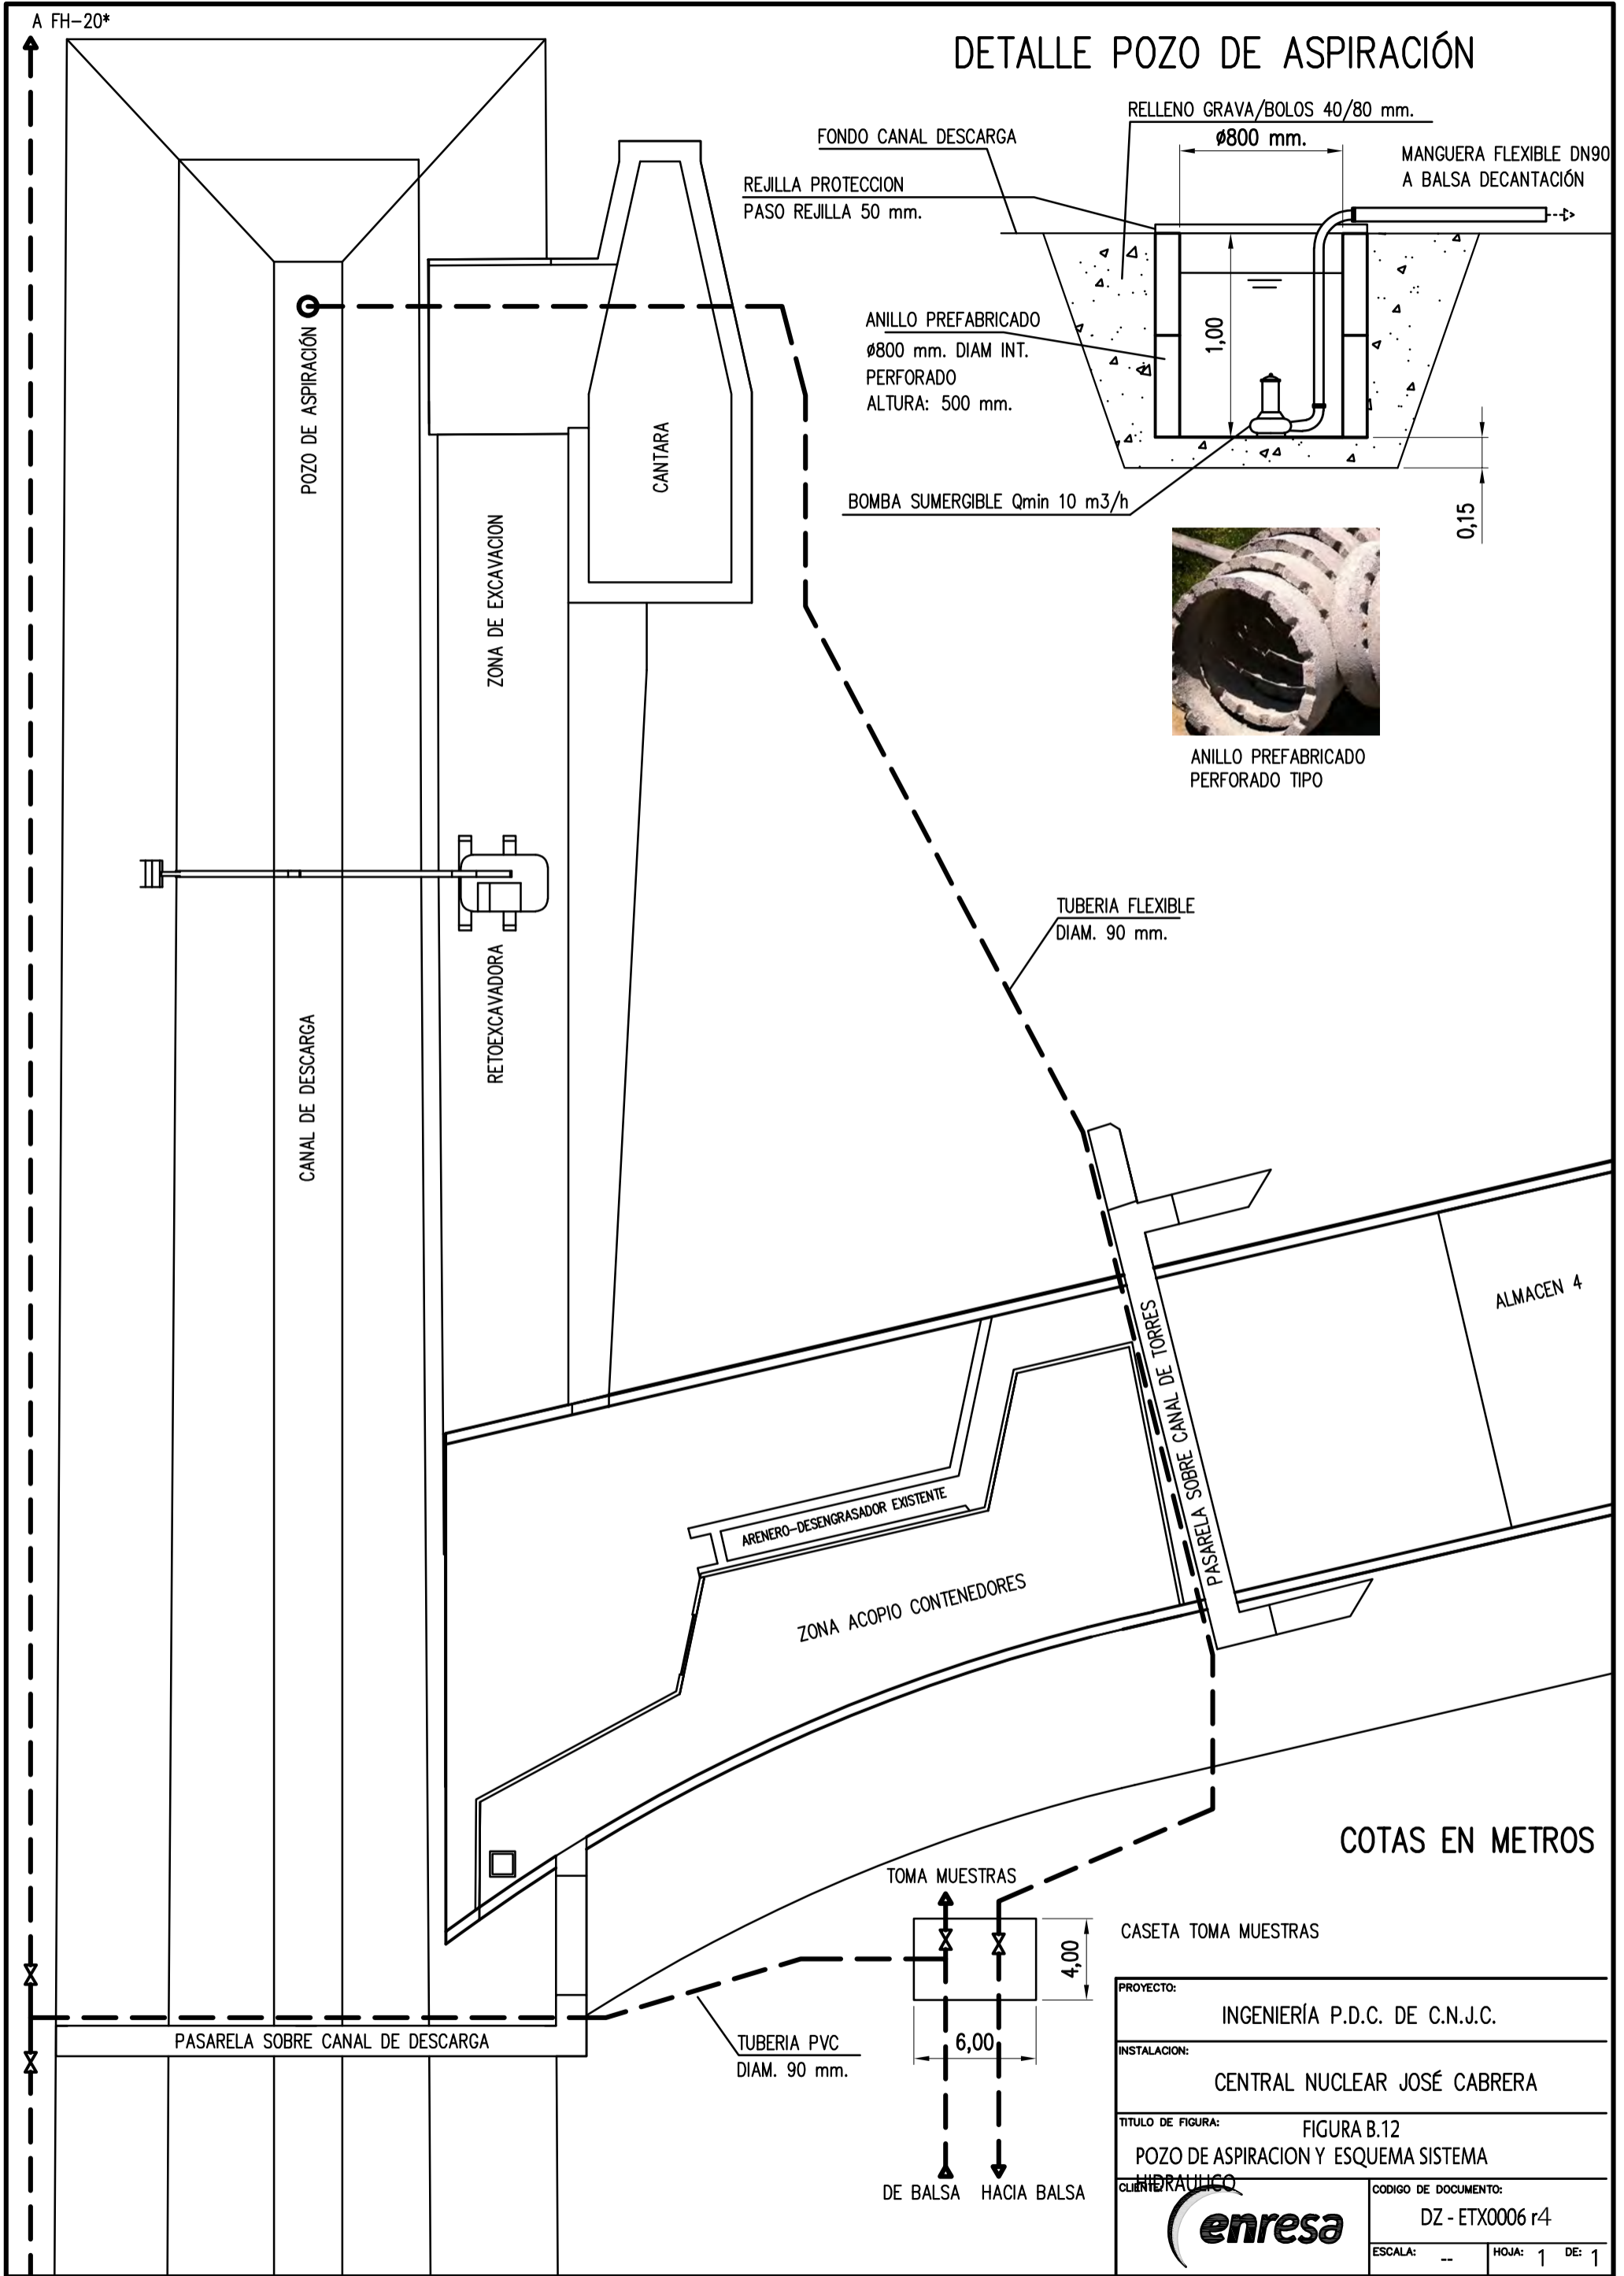 A FH-20*
DETALLE POZO DE ASPIRACIÓN
RELLENO GRAVA/BOLOS 40/80 mm.
FONDO CANAL DESCARGA
ø800 mm.
MANGUERA FLEXIBLE DN90
A BALSA DECANTACIÓN
REJILLA PROTECCION
PASO REJILLA 50 mm.
ANILLO PREFABRICADO
ø800 mm. DIAM INT.
PERFORADO
ALTURA: 500 mm.
1,00
BOMBA SUMERGIBLE Qmin 10 m3/h
0,15
ANILLO PREFABRICADO
PERFORADO TIPO
POZO DE ASPIRACIÓN
CANTARA
ZONA DE EXCAVACION
RETOEXCAVADORA
CANAL DE DESCARGA
TUBERIA FLEXIBLE
DIAM. 90 mm.
ALMACEN 4
PASARELA SOBRE CANAL DE TORRES
ARENERO-DESENGRASADOR EXISTENTE
ZONA ACOPIO CONTENEDORES
COTAS EN METROS
TOMA MUESTRAS
CASETA TOMA MUESTRAS
4,00
6,00
PASARELA SOBRE CANAL DE DESCARGA
TUBERIA PVC
DIAM. 90 mm.
DE BALSA
HACIA BALSA
PROYECTO:
INGENIERÍA P.D.C. DE C.N.J.C.
INSTALACION:
CENTRAL NUCLEAR JOSÉ CABRERA
TITULO DE FIGURA:
FIGURA B.12
POZO DE ASPIRACION Y ESQUEMA SISTEMA
HIDRAULICO
CLIENTE:
enresa
CODIGO DE DOCUMENTO:
DZ - ETX0006 r4
ESCALA: --
HOJA: 1 DE: 1